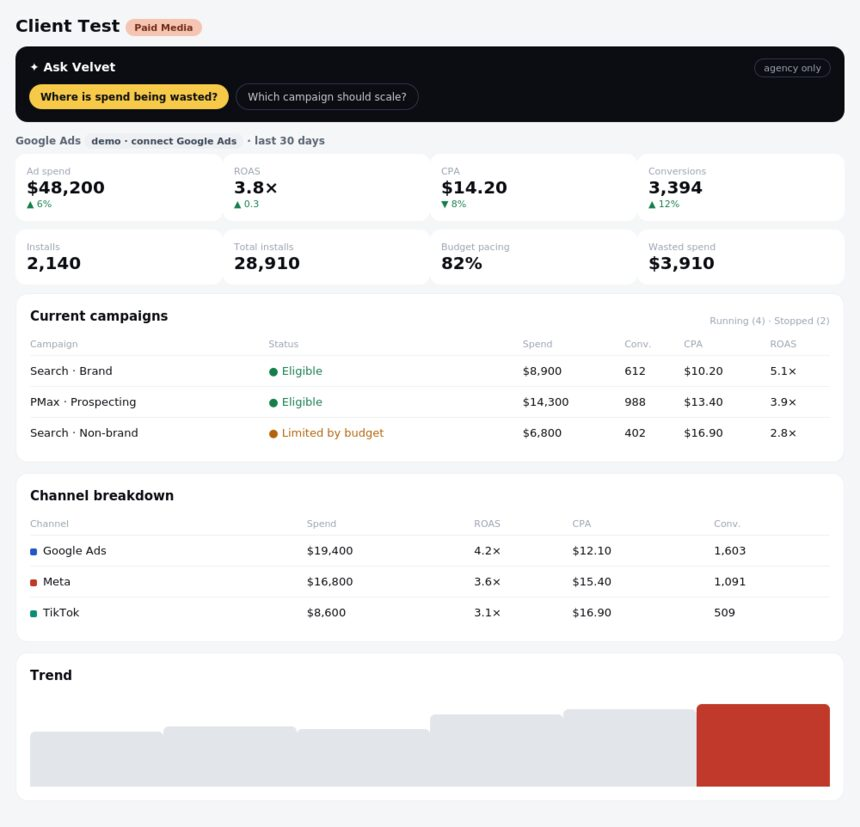 Client Test Paid Media
✦ Ask Velvet agency only
Where is spend being wasted? Which campaign should scale?
Google Ads demo · connect Google Ads · last 30 days
Ad spend ROAS CPA Conversions
$48,200 3.8× $14.20 3,394
▲ 6% ▲ 0.3 ▼ 8% ▲ 12%
Installs Total installs Budget pacing Wasted spend
2,140 28,910 82% $3,910
Current campaigns Running (4) · Stopped (2)
Campaign Status Spend Conv. CPA ROAS
Search · Brand ● Eligible $8,900 612 $10.20 5.1×
PMax · Prospecting ● Eligible $14,300 988 $13.40 3.9×
Search · Non-brand ● Limited by budget $6,800 402 $16.90 2.8×
Channel breakdown
Channel Spend ROAS CPA Conv.
Google Ads $19,400 4.2× $12.10 1,603
Meta $16,800 3.6× $15.40 1,091
TikTok $8,600 3.1× $16.90 509
Trend